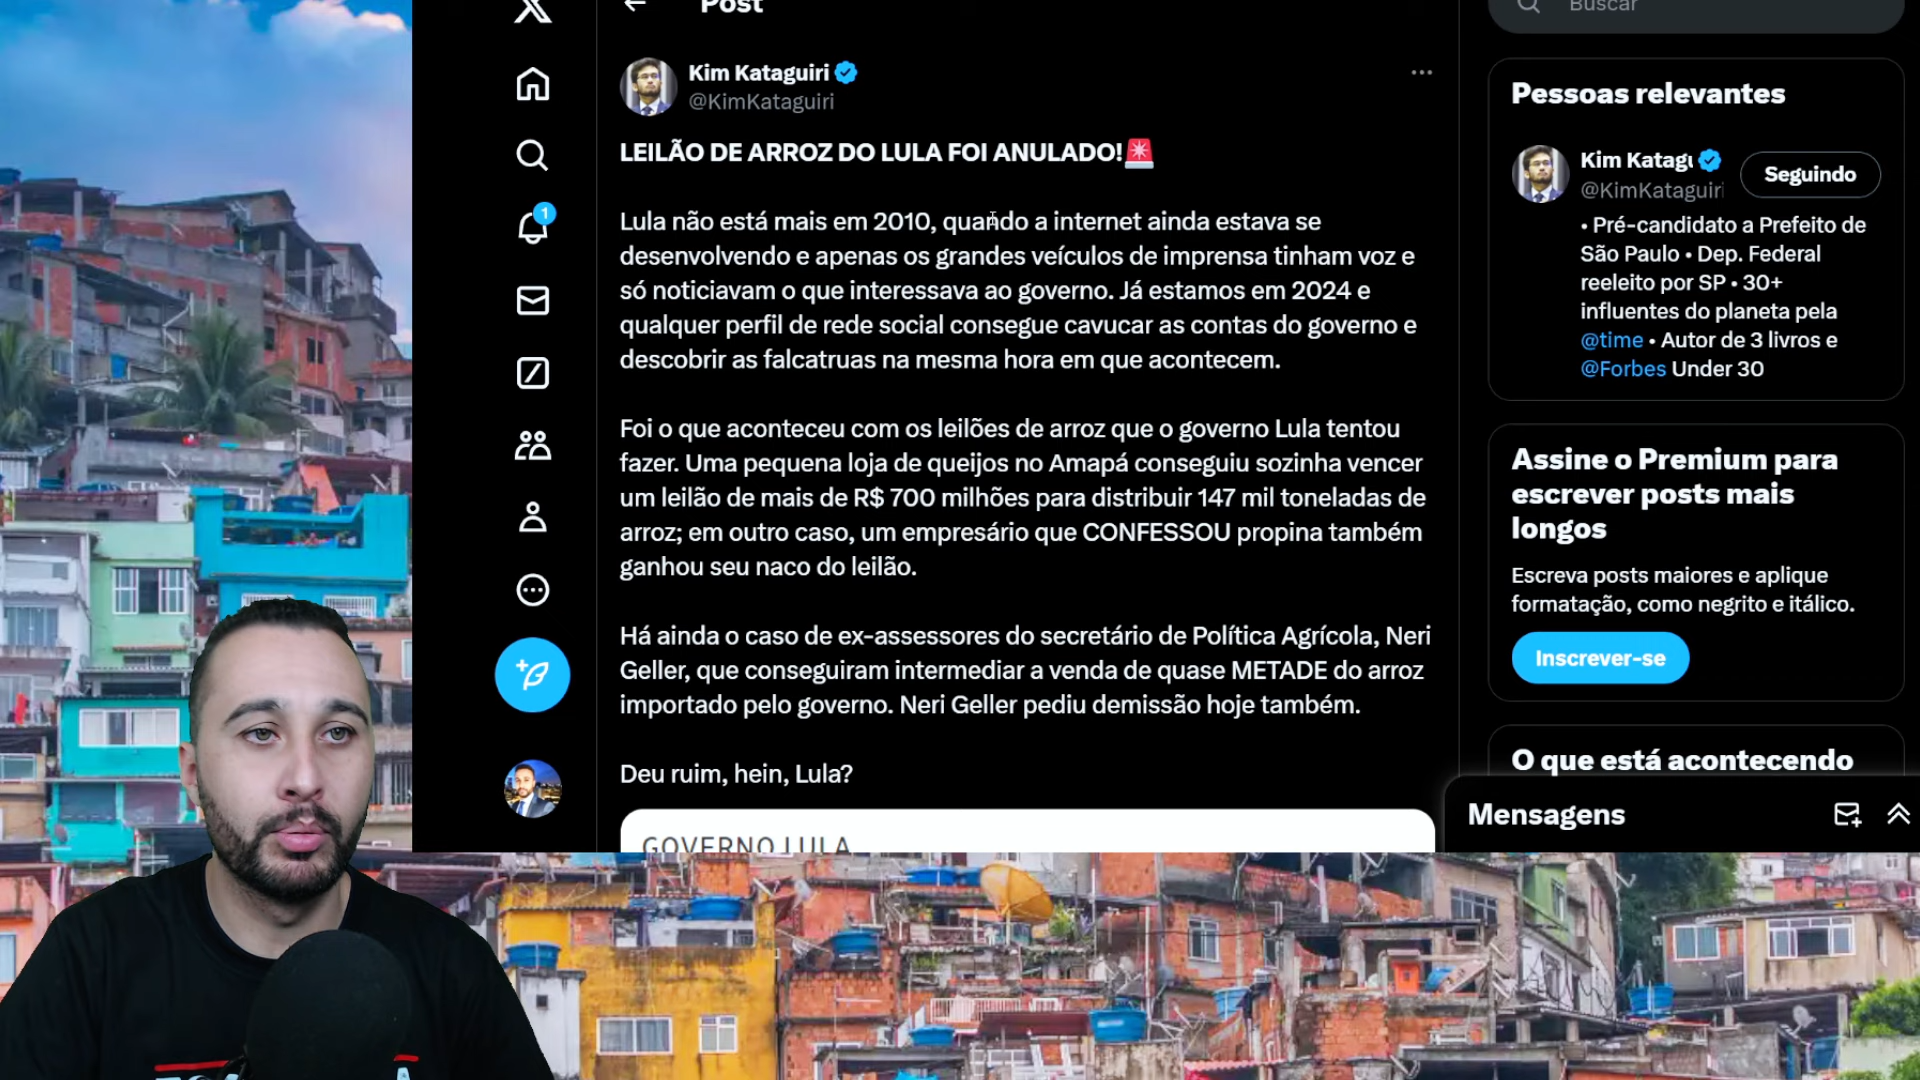 Post
Buscar
Kim Kataguiri
@KimKataguiri
LEILÃO DE ARROZ DO LULA FOI ANULADO!🚨
Lula não está mais em 2010, quando a internet ainda estava se
desenvolvendo e apenas os grandes veículos de imprensa tinham voz e
só noticiavam o que interessava ao governo. Já estamos em 2024 e
qualquer perfil de rede social consegue cavucar as contas do governo e
descobrir as falcatruas na mesma hora em que acontecem.
Foi o que aconteceu com os leilões de arroz que o governo Lula tentou
fazer. Uma pequena loja de queijos no Amapá conseguiu sozinha vencer
um leilão de mais de R$ 700 milhões para distribuir 147 mil toneladas de
arroz; em outro caso, um empresário que CONFESSOU propina também
ganhou seu naco do leilão.
Há ainda o caso de ex-assessores do secretário de Política Agrícola, Neri
Geller, que conseguiram intermediar a venda de quase METADE do arroz
importado pelo governo. Neri Geller pediu demissão hoje também.
Deu ruim, hein, Lula?
GOVERNO LULA
1
Pessoas relevantes
Kim Katagu
@KimKataguiri
Seguindo
• Pré-candidato a Prefeito de
São Paulo • Dep. Federal
reeleito por SP • 30+
influentes do planeta pela
@time • Autor de 3 livros e
@Forbes Under 30
Assine o Premium para
escrever posts mais
longos
Escreva posts maiores e aplique
formatação, como negrito e itálico.
Inscrever-se
O que está acontecendo
Mensagens